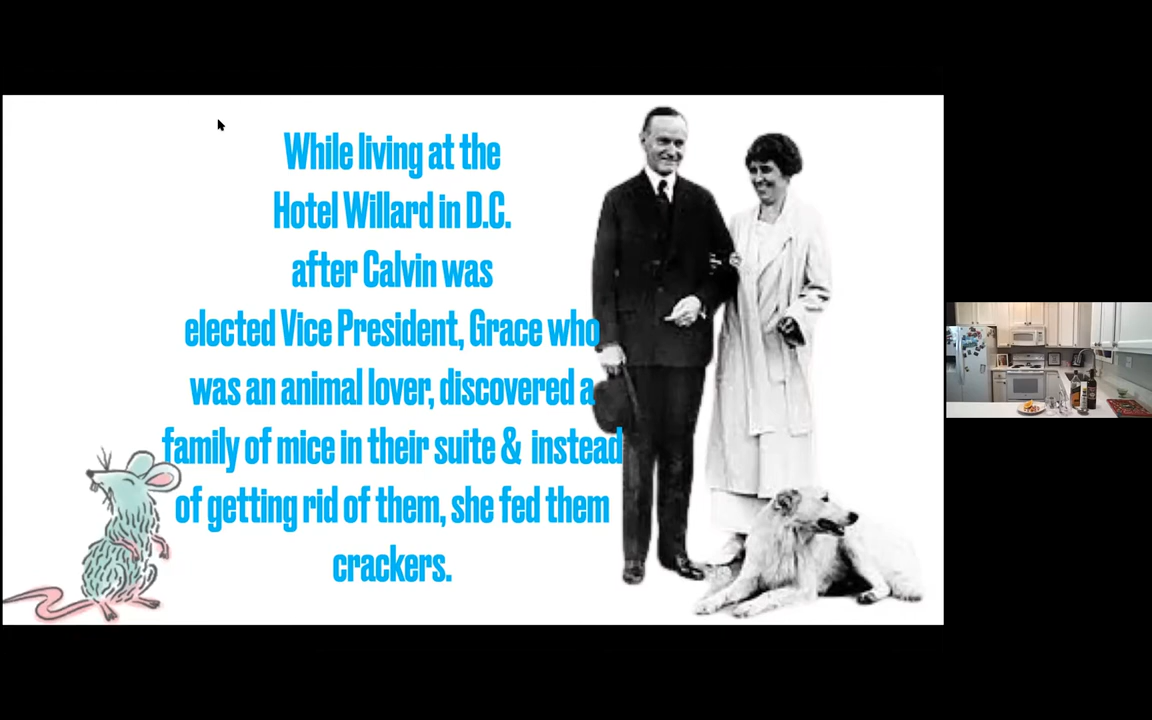 While living at the
Hotel Willard in D.C.
after Calvin was
elected Vice President, Grace who
was an animal lover, discovered a
family of mice in their suite & instead
of getting rid of them, she fed them
crackers.